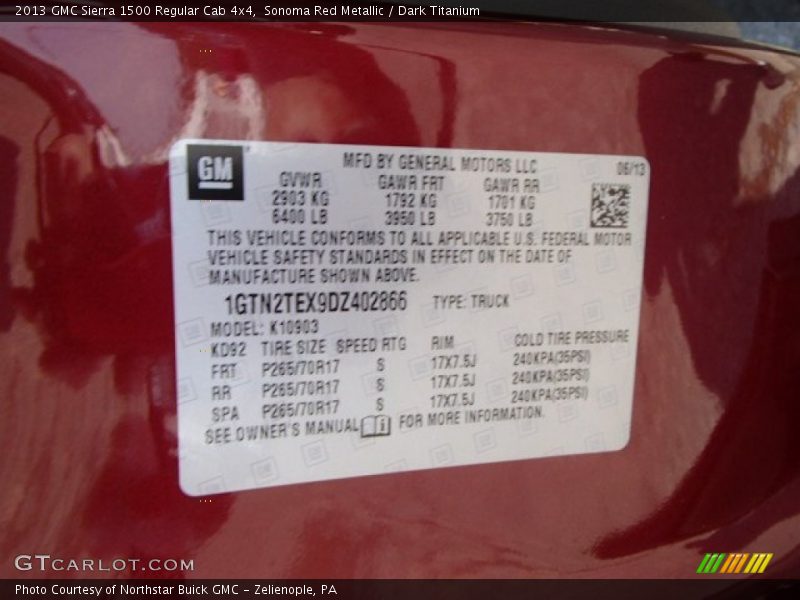 2013 GMC Sierra 1500 Regular Cab 4x4, Sonoma Red Metallic / Dark Titanium
GM
MFD BY GENERAL MOTORS LLC 06/13
GVWR GAWR FRT GAWR RR
2903 KG 1792 KG 1701 KG
6400 LB 3950 LB 3750 LB
THIS VEHICLE CONFORMS TO ALL APPLICABLE U.S. FEDERAL MOTOR
VEHICLE SAFETY STANDARDS IN EFFECT ON THE DATE OF
MANUFACTURE SHOWN ABOVE.
1GTN2TEX9DZ402866 TYPE: TRUCK
MODEL: K10903
KD92 TIRE SIZE SPEED RTG RIM COLD TIRE PRESSURE
FRT P265/70R17 S 17X7.5J 240KPA(35PSI)
RR P265/70R17 S 17X7.5J 240KPA(35PSI)
SPA P265/70R17 S 17X7.5J 240KPA(35PSI)
SEE OWNER'S MANUAL i FOR MORE INFORMATION.
GTCARLOT.COM
Photo Courtesy of Northstar Buick GMC - Zelienople, PA